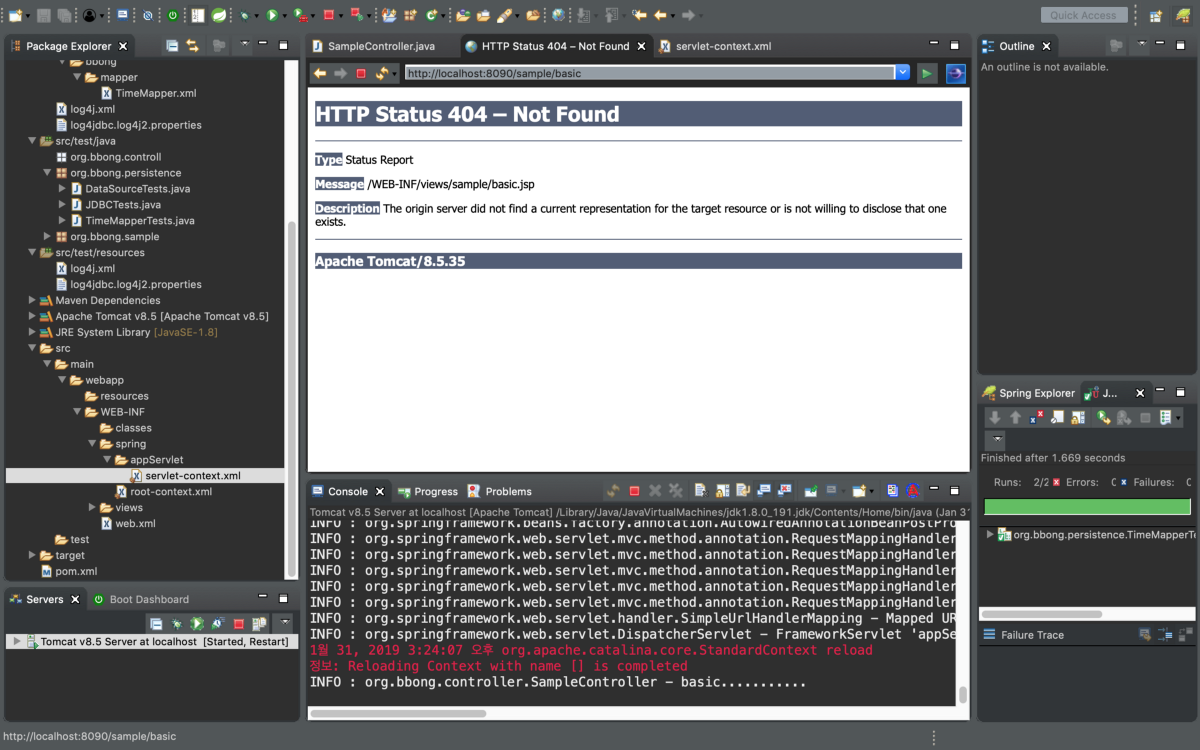 Quick Access
Package Explorer
bbong
mapper
TimeMapper.xml
log4j.xml
log4jdbc.log4j2.properties
src/test/java
org.bbong.controll
org.bbong.persistence
DataSourceTests.java
JDBCTests.java
TimeMapperTests.java
org.bbong.sample
src/test/resources
log4j.xml
log4jdbc.log4j2.properties
Maven Dependencies
Apache Tomcat v8.5 [Apache Tomcat v8.5]
JRE System Library [JavaSE-1.8]
src
main
webapp
resources
WEB-INF
classes
spring
appServlet
servlet-context.xml
root-context.xml
views
web.xml
test
target
pom.xml
Servers
Boot Dashboard
Tomcat v8.5 Server at localhost [Started, Restart]
SampleController.java
HTTP Status 404 – Not Found
servlet-context.xml
http://localhost:8090/sample/basic
HTTP Status 404 – Not Found
Type Status Report
Message /WEB-INF/views/sample/basic.jsp
Description The origin server did not find a current representation for the target resource or is not willing to disclose that one
exists.
Apache Tomcat/8.5.35
Console
Progress
Problems
Tomcat v8.5 Server at localhost [Apache Tomcat] /Library/Java/JavaVirtualMachines/jdk1.8.0_191.jdk/Contents/Home/bin/java (Jan 31
INFO : org.springframework.beans.factory.annotation.AutowiredAnnotationBeanPostPro
INFO : org.springframework.web.servlet.mvc.method.annotation.RequestMappingHandler
INFO : org.springframework.web.servlet.mvc.method.annotation.RequestMappingHandler
INFO : org.springframework.web.servlet.mvc.method.annotation.RequestMappingHandler
INFO : org.springframework.web.servlet.mvc.method.annotation.RequestMappingHandler
INFO : org.springframework.web.servlet.mvc.method.annotation.RequestMappingHandler
INFO : org.springframework.web.servlet.handler.SimpleUrlHandlerMapping - Mapped UR
INFO : org.springframework.web.servlet.DispatcherServlet - FrameworkServlet 'appSe
1월 31, 2019 3:24:07 오후 org.apache.catalina.core.StandardContext reload
정보: Reloading Context with name [] is completed
INFO : org.bbong.controller.SampleController - basic...........
Outline
An outline is not available.
Spring Explorer
J...
Finished after 1.669 seconds
Runs: 2/2 Errors: 0 Failures: 0
org.bbong.persistence.TimeMapperTe
Failure Trace
http://localhost:8090/sample/basic